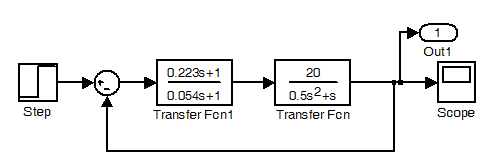 1
Out1
Step
0.223s+1
0.054s+1
Transfer Fcn1
20
0.5s²+s
Transfer Fcn
Scope